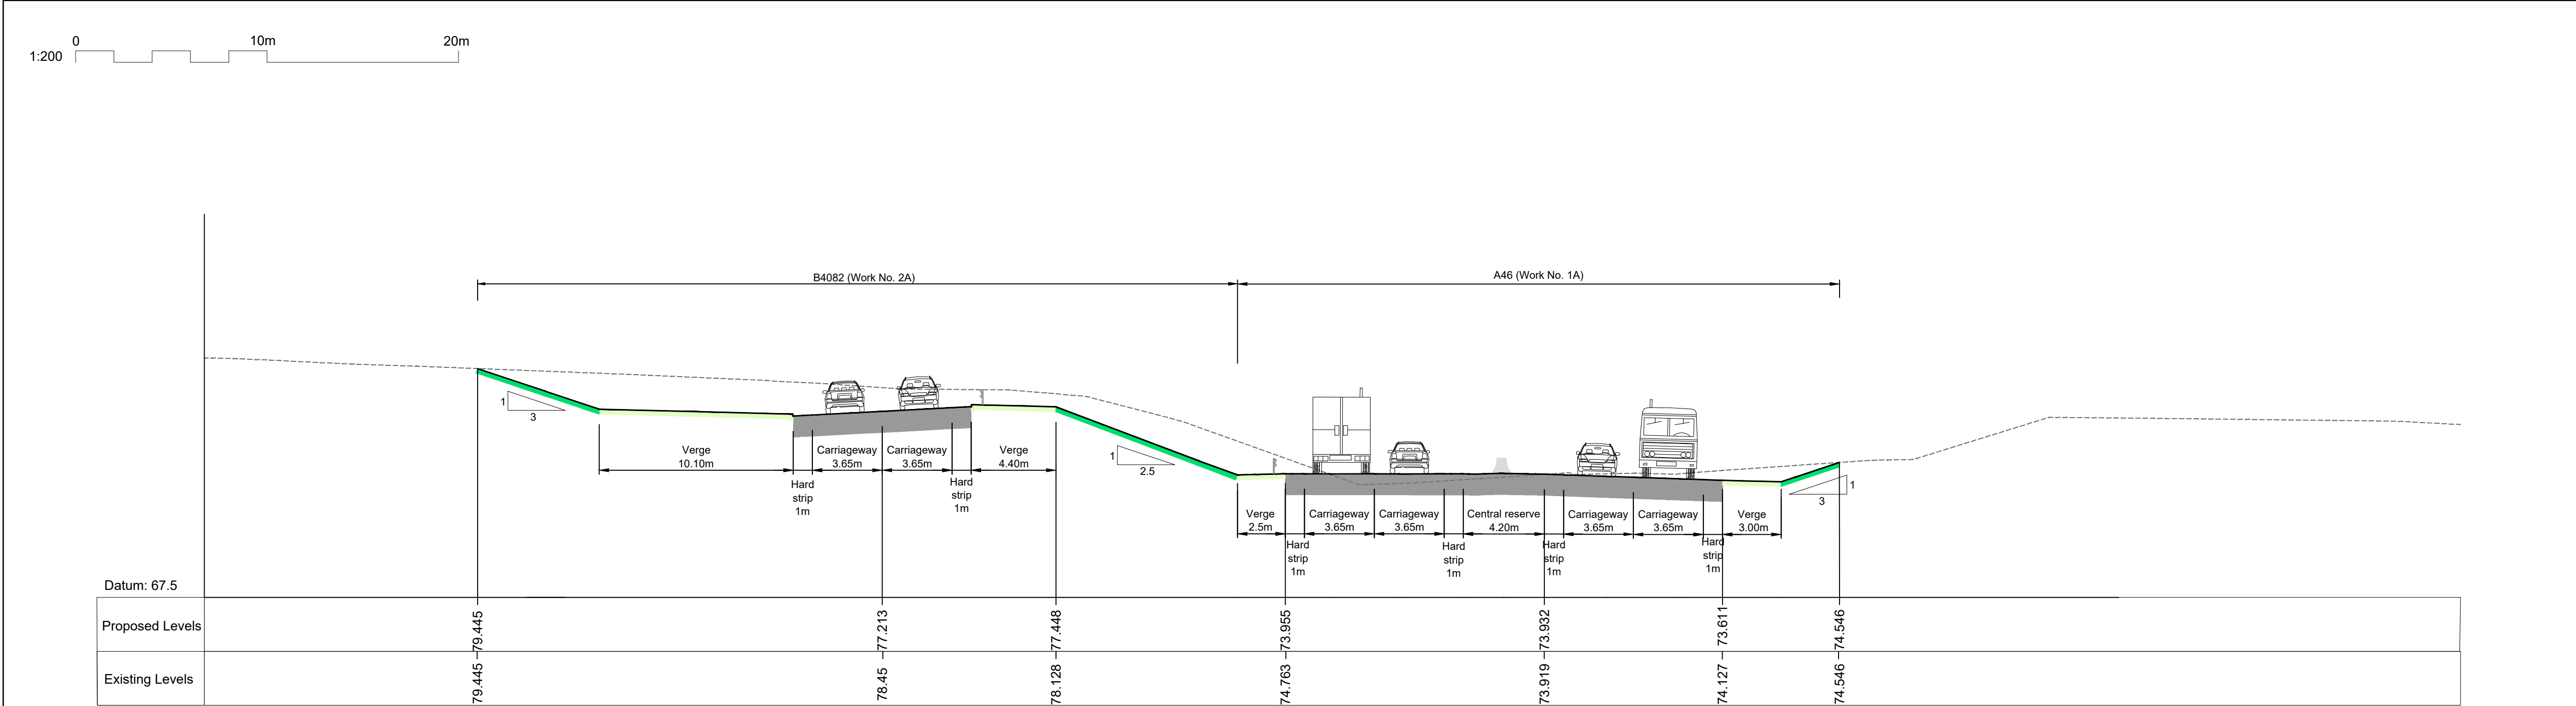 0
10m
20m
1:200
B4082 (Work No. 2A)
A46 (Work No. 1A)
1
3
Verge
10.10m
Hard
strip
1m
Carriageway
3.65m
Carriageway
3.65m
Hard
strip
1m
Verge
4.40m
1
2.5
Verge
2.5m
Hard
strip
1m
Carriageway
3.65m
Carriageway
3.65m
Hard
strip
1m
Central reserve
4.20m
Hard
strip
1m
Carriageway
3.65m
Carriageway
3.65m
Hard
strip
1m
Verge
3.00m
1
3
Datum: 67.5
Proposed Levels
79.445
77.213
77.448
73.955
73.932
73.611
74.546
Existing Levels
79.445
78.45
78.128
74.763
73.919
74.127
74.546